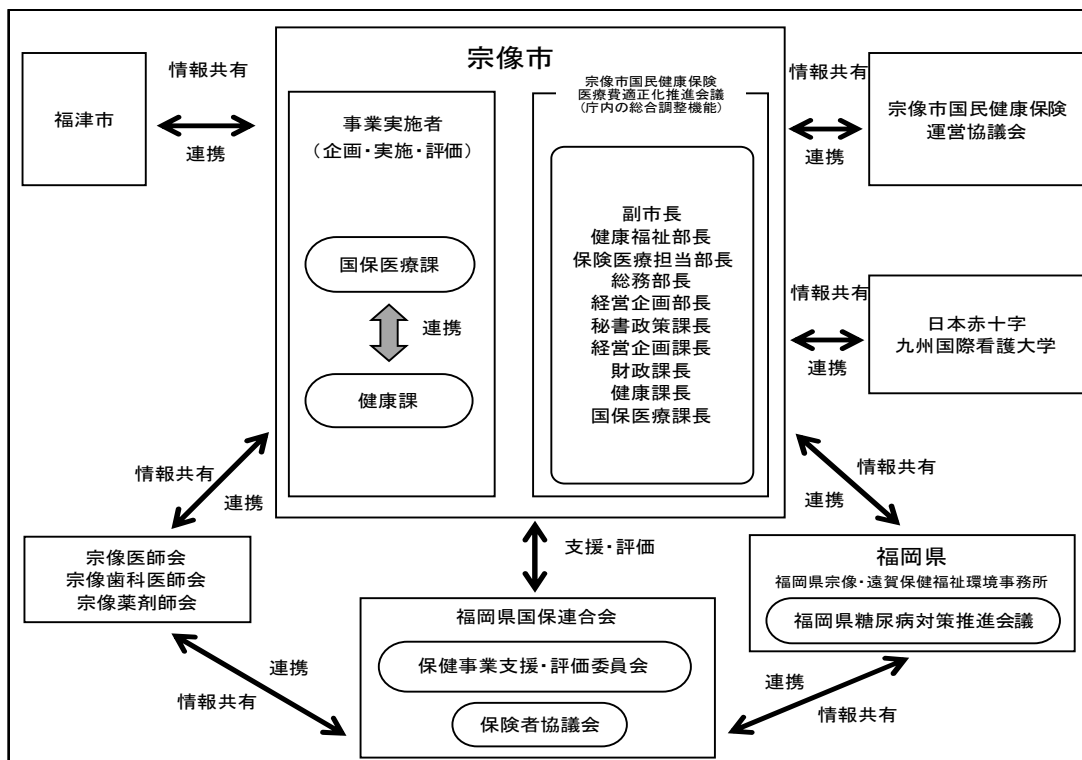 宗像市
情報共有
福津市
連携
事業実施者
（企画・実施・評価）
国保医療課
連携
健康課
宗像市国民健康保険
医療費適正化推進会議
（庁内の総合調整機能）
副市長
健康福祉部長
保険医療担当部長
総務部長
経営企画部長
秘書政策課長
経営企画課長
財政課長
健康課長
国保医療課長
情報共有
宗像市国民健康保険
運営協議会
連携
情報共有
日本赤十字
九州国際看護大学
連携
情報共有
連携
情報共有
連携
宗像医師会
宗像歯科医師会
宗像薬剤師会
支援・評価
福岡県
福岡県宗像・遠賀保健福祉環境事務所
福岡県糖尿病対策推進会議
福岡県国保連合会
保健事業支援・評価委員会
保険者協議会
連携
情報共有
連携
情報共有